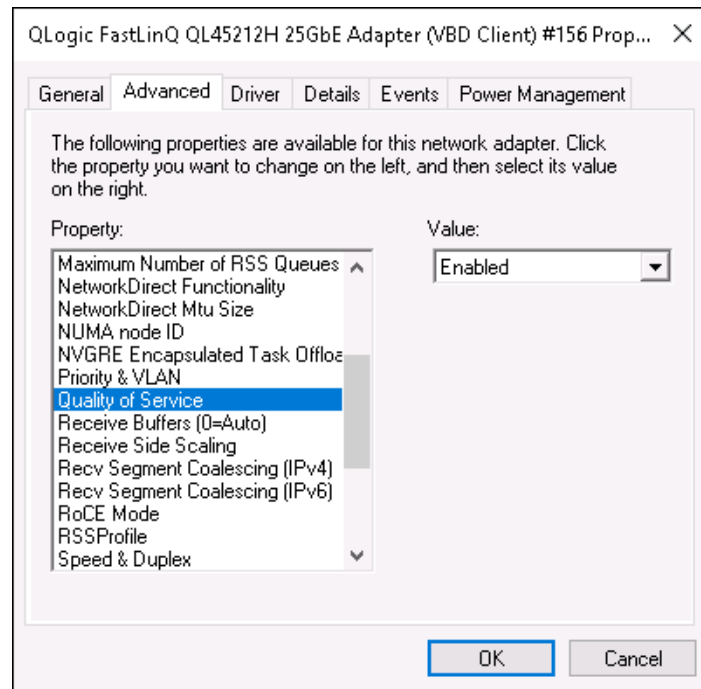 QLogic FastLinQ QL45212H 25GbE Adapter (VBD Client) #156 Prop...
General Advanced Driver Details Events Power Management
The following properties are available for this network adapter. Click
the property you want to change on the left, and then select its value
on the right.
Property:
Value:
Maximum Number of RSS Queues
NetworkDirect Functionality
NetworkDirect Mtu Size
NUMA node ID
NVGRE Encapsulated Task Offloa
Priority & VLAN
Quality of Service
Receive Buffers (0=Auto)
Receive Side Scaling
Recv Segment Coalescing (IPv4)
Recv Segment Coalescing (IPv6)
RoCE Mode
RSSProfile
Speed & Duplex
Enabled
OK Cancel